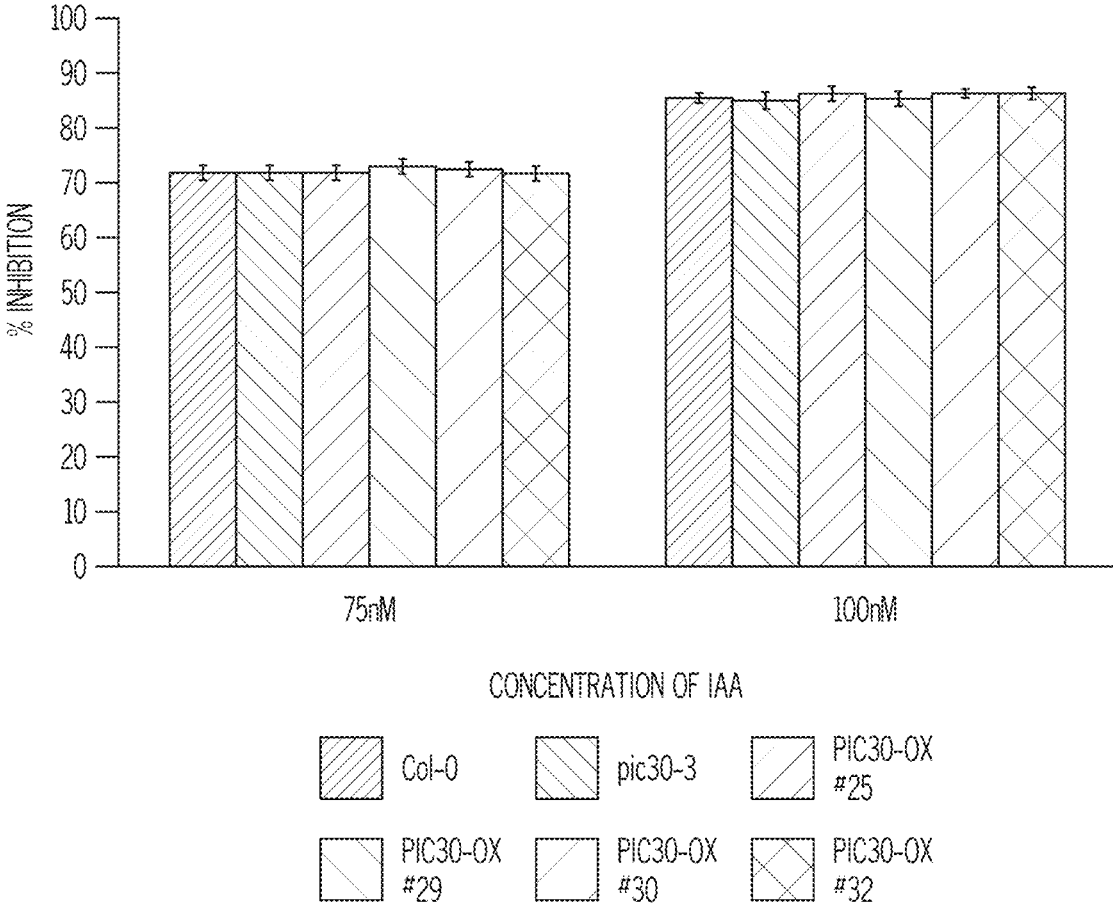 100
90
80
70
60
50
40
30
20
10
0
% INHIBITION
75nM
100nM
CONCENTRATION OF IAA
Col-0
pic30-3
PIC30-OX
#25
PIC30-OX
#29
PIC30-OX
#30
PIC30-OX
#32